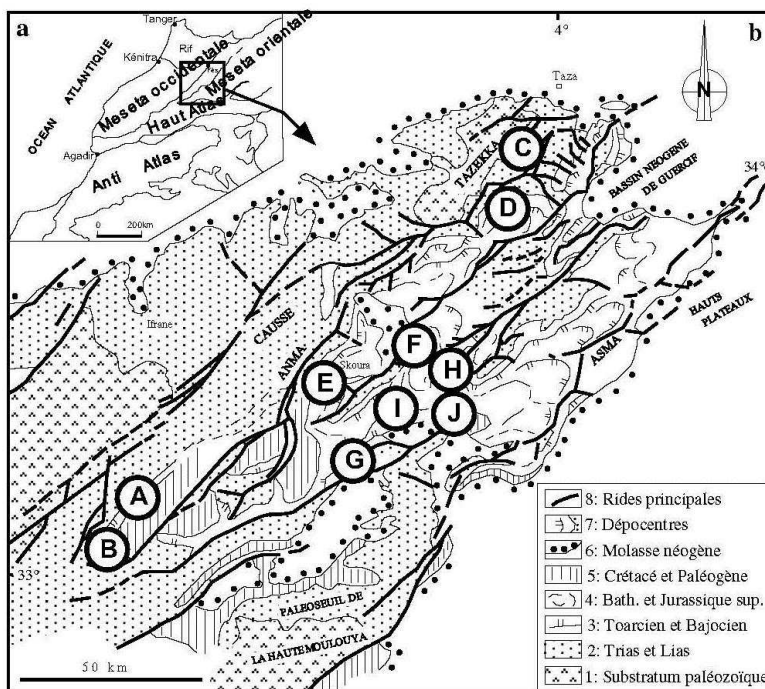 a
b
4°
Tanger
Rif
Kénitra
Fès
OCEAN ATLANTIQUE
Meseta occidentale
Meseta orientale
Haut Atlas
Agadir
Anti Atlas
0 200km
Taza
N
TAZEKKA
C
BASSIN NEOGENE
DE GUERCIF
34°
D
HAUTS
PLATEAUX
Ifrane
CAUSSE
ANMA
Skoura
F
ASMA
E
H
I
J
G
A
B
33°
PALEOSEUIL DE
LA HAUTE MOULOUYA
50 km
8: Rides principales
7: Dépocentres
6: Molasse néogène
5: Crétacé et Paléogène
4: Bath. et Jurassique sup.
3: Toarcien et Bajocien
2: Trias et Lias
1: Substratum paléozoïque